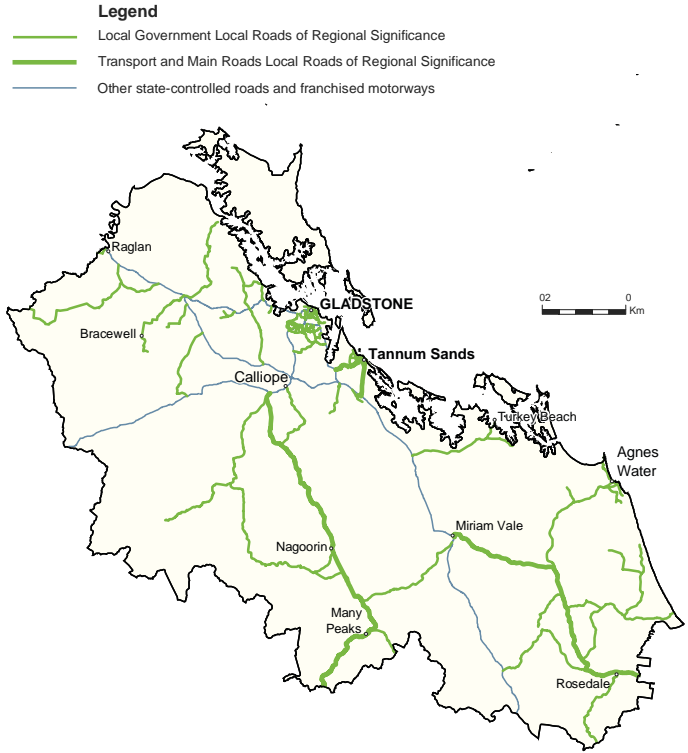 Legend
Local Government Local Roads of Regional Significance
Transport and Main Roads Local Roads of Regional Significance
Other state-controlled roads and franchised motorways
Raglan
GLADSTONE
02 0
Km
Bracewell
Tannum Sands
Calliope
Turkey Beach
Agnes
Water
Miriam Vale
Nagoorin
Many
Peaks
Rosedale